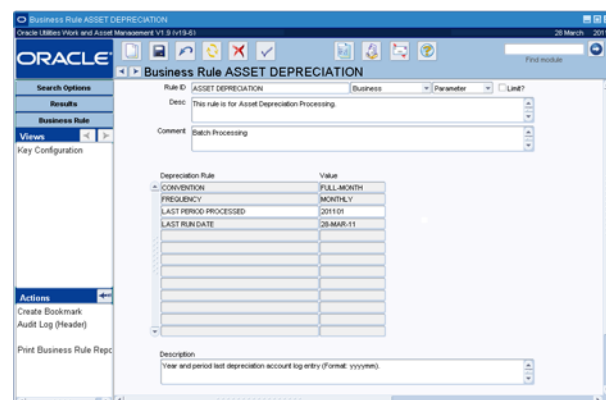 Business Rule ASSET DEPRECIATION
Oracle Utilities Work and Asset Management V1.9 (v19-6)
28 March 201
ORACLE
Find module
Business Rule ASSET DEPRECIATION
Search Options
Results
Business Rule
Views
Key Configuration
Rule ID ASSET DEPRECIATION Business Parameter Limit?
Desc This rule is for Asset Depreciation Processing.
Comment Batch Processing
Depreciation Rule Value
CONVENTION FULL-MONTH
FREQUENCY MONTHLY
LAST PERIOD PROCESSED 201101
LAST RUN DATE 28-MAR-11
Actions
Create Bookmark
Audit Log (Header)
Print Business Rule Repo
Description
Year and period last depreciation account log entry (Format: yyyymm).